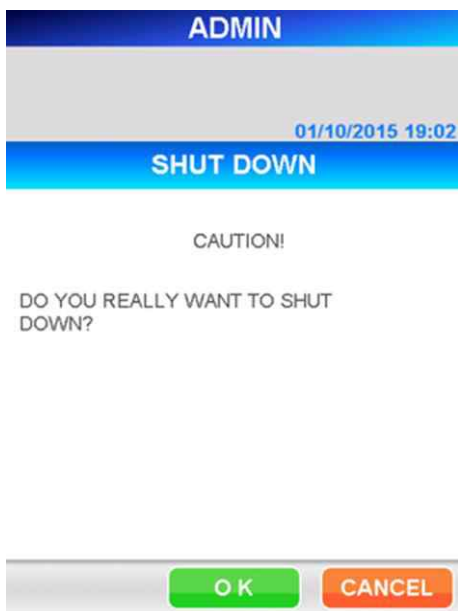 ADMIN
01/10/2015 19:02
SHUT DOWN
CAUTION!
DO YOU REALLY WANT TO SHUT
DOWN?
OK CANCEL